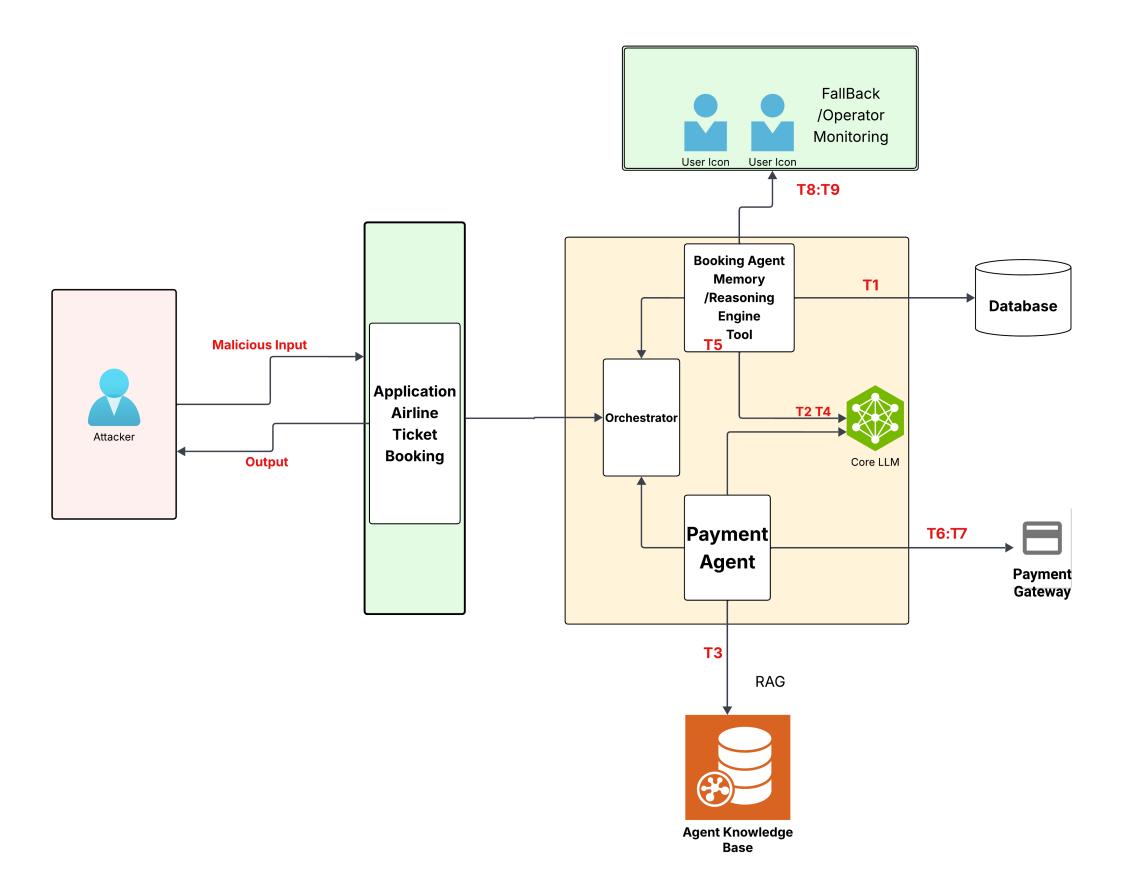 FallBack
/Operator
Monitoring
User Icon
User Icon
T8:T9
Booking Agent
Memory
/Reasoning
Engine
Tool
T5
T1
Database
Malicious Input
Attacker
Output
Application
Airline
Ticket
Booking
Orchestrator
T2 T4
Core LLM
Payment
Agent
T6:T7
Payment
Gateway
T3
RAG
Agent Knowledge
Base